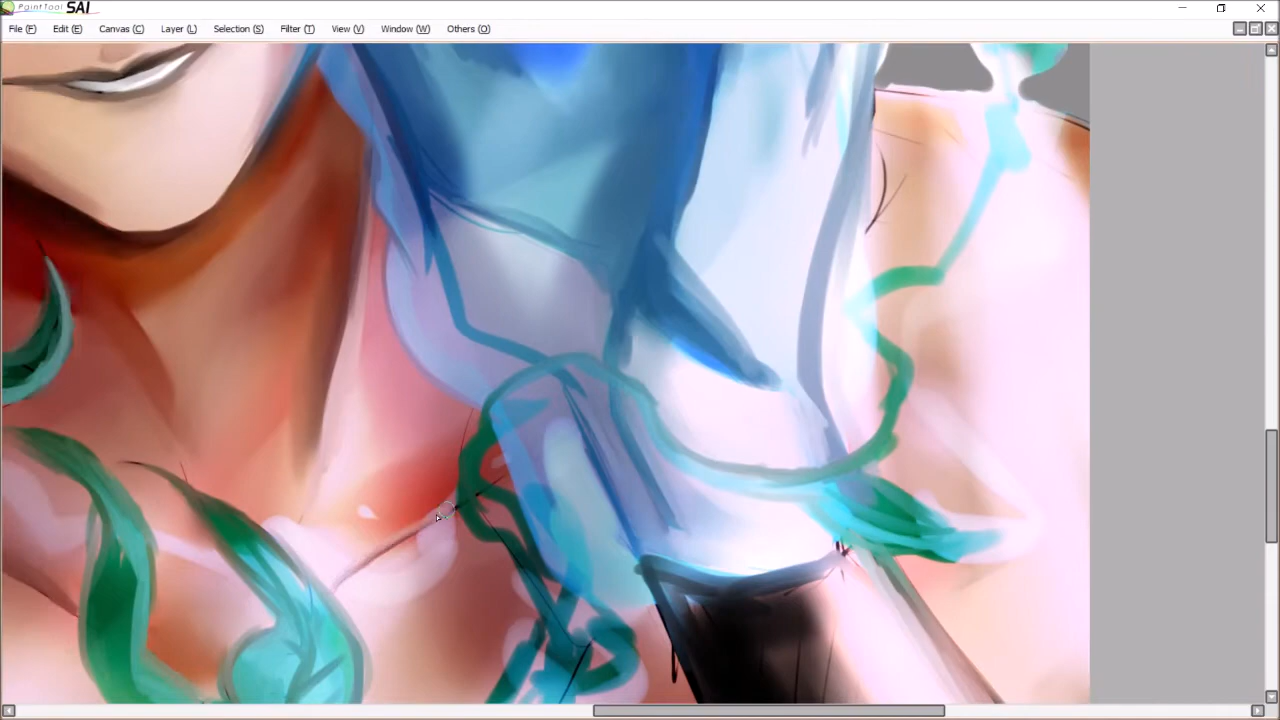 PaintTool SAI
File (F) Edit (E) Canvas (C) Layer (L) Selection (S) Filter (T) View (V) Window (W) Others (O)